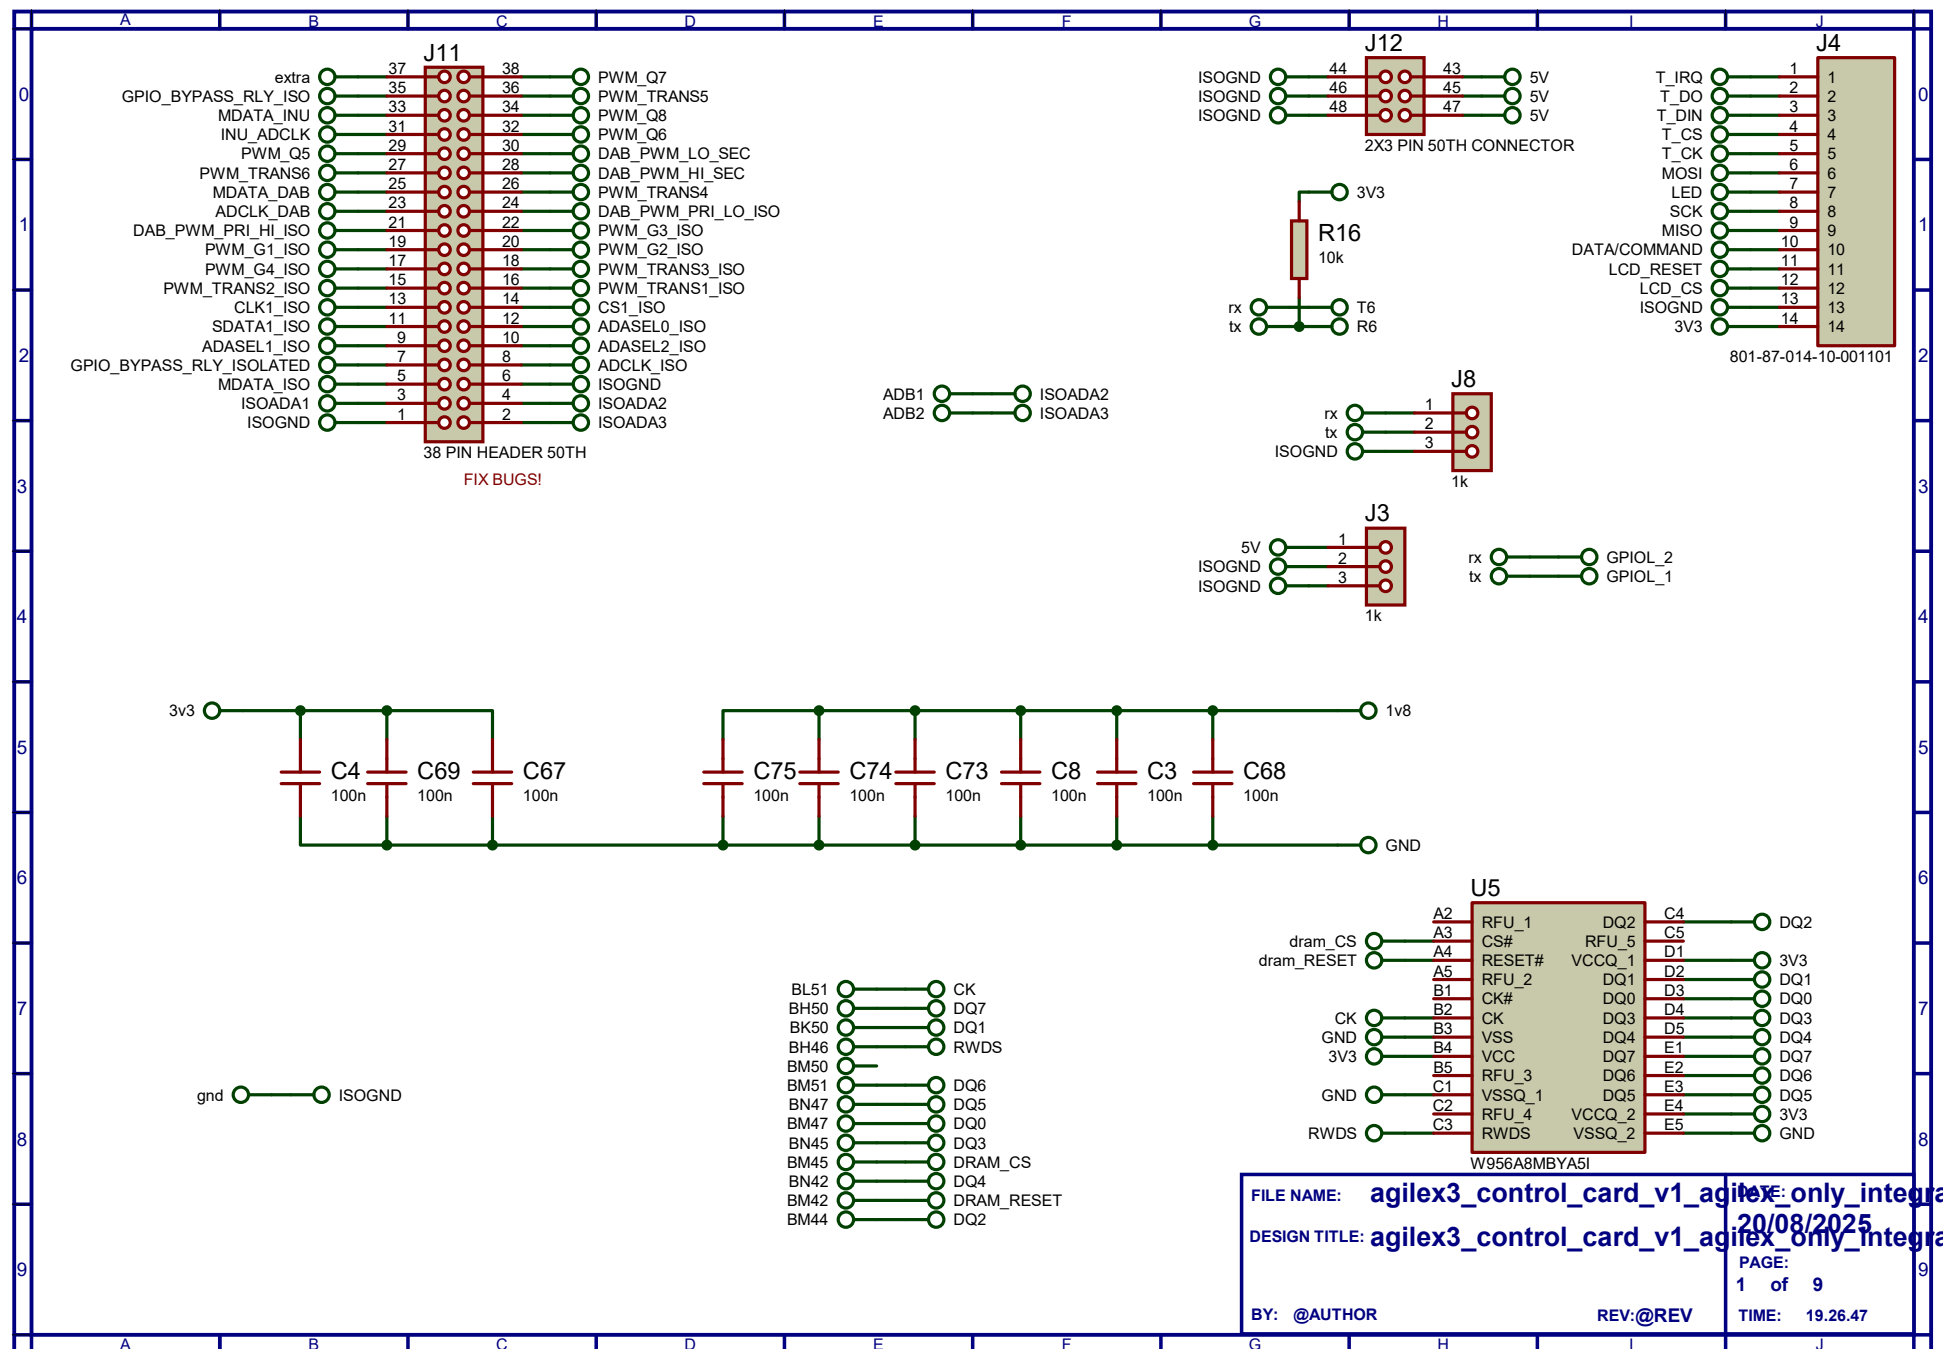 A B C D E F G H I J
0 1 2 3 4 5 6 7 8 9
J11
extra 37 38 PWM_Q7
GPIO_BYPASS_RLY_ISO 35 36 PWM_TRANS5
MDATA_INU 33 34 PWM_Q8
INU_ADCLK 31 32 PWM_Q6
PWM_Q5 29 30 DAB_PWM_LO_SEC
PWM_TRANS6 27 28 DAB_PWM_HI_SEC
MDATA_DAB 25 26 PWM_TRANS4
ADCLK_DAB 23 24 DAB_PWM_PRI_LO_ISO
DAB_PWM_PRI_HI_ISO 21 22 PWM_G3_ISO
PWM_G1_ISO 19 20 PWM_G2_ISO
PWM_G4_ISO 17 18 PWM_TRANS3_ISO
PWM_TRANS2_ISO 15 16 PWM_TRANS1_ISO
CLK1_ISO 13 14 CS1_ISO
SDATA1_ISO 11 12 ADASEL0_ISO
ADASEL1_ISO 9 10 ADASEL2_ISO
GPIO_BYPASS_RLY_ISOLATED 7 8 ADCLK_ISO
MDATA_ISO 5 6 ISOGND
ISOADA1 3 4 ISOADA2
ISOGND 1 2 ISOADA3
38 PIN HEADER 50TH
FIX BUGS!
J12
ISOGND 44 43 5V
ISOGND 46 45 5V
ISOGND 48 47 5V
2X3 PIN 50TH CONNECTOR
3V3
R16
10k
rx T6
tx R6
J4
T_IRQ 1 1
T_DO 2 2
T_DIN 3 3
T_CS 4 4
T_CK 5 5
MOSI 6 6
LED 7 7
SCK 8 8
MISO 9 9
DATA/COMMAND 10 10
LCD_RESET 11 11
LCD_CS 12 12
ISOGND 13 13
3V3 14 14
801-87-014-10-001101
ADB1 ISOADA2
ADB2 ISOADA3
J8
rx 1
tx 2
ISOGND 3
1k
J3
5V 1
ISOGND 2
ISOGND 3
1k
rx GPIOL_2
tx GPIOL_1
3v3 1v8
C4 C69 C67 C75 C74 C73 C8 C3 C68
100n 100n 100n 100n 100n 100n 100n 100n 100n
GND
gnd ISOGND
BL51 CK
BH50 DQ7
BK50 DQ1
BH46 RWDS
BM50
BM51 DQ6
BN47 DQ5
BM47 DQ0
BN45 DQ3
BM45 DRAM_CS
BN42 DQ4
BM42 DRAM_RESET
BM44 DQ2
U5
A2 RFU_1 DQ2 C4 DQ2
dram_CS A3 CS# RFU_5 C5
dram_RESET A4 RESET# VCCQ_1 D1 3V3
A5 RFU_2 DQ1 D2 DQ1
B1 CK# DQ0 D3 DQ0
CK B2 CK DQ3 D4 DQ3
GND B3 VSS DQ4 D5 DQ4
3V3 B4 VCC DQ7 E1 DQ7
B5 RFU_3 DQ6 E2 DQ6
GND C1 VSSQ_1 DQ5 E3 DQ5
C2 RFU_4 VCCQ_2 E4 3V3
RWDS C3 RWDS VSSQ_2 E5 GND
W956A8MBYA5I
FILE NAME: agilex3_control_card_v1_agilex_only_integra
DATE:
20/08/2025
DESIGN TITLE: agilex3_control_card_v1_agilex_only_integra
PAGE:
1 of 9
BY: @AUTHOR REV:@REV TIME: 19.26.47
A B C D E F G H I J
0 1 2 3 4 5 6 7 8 9